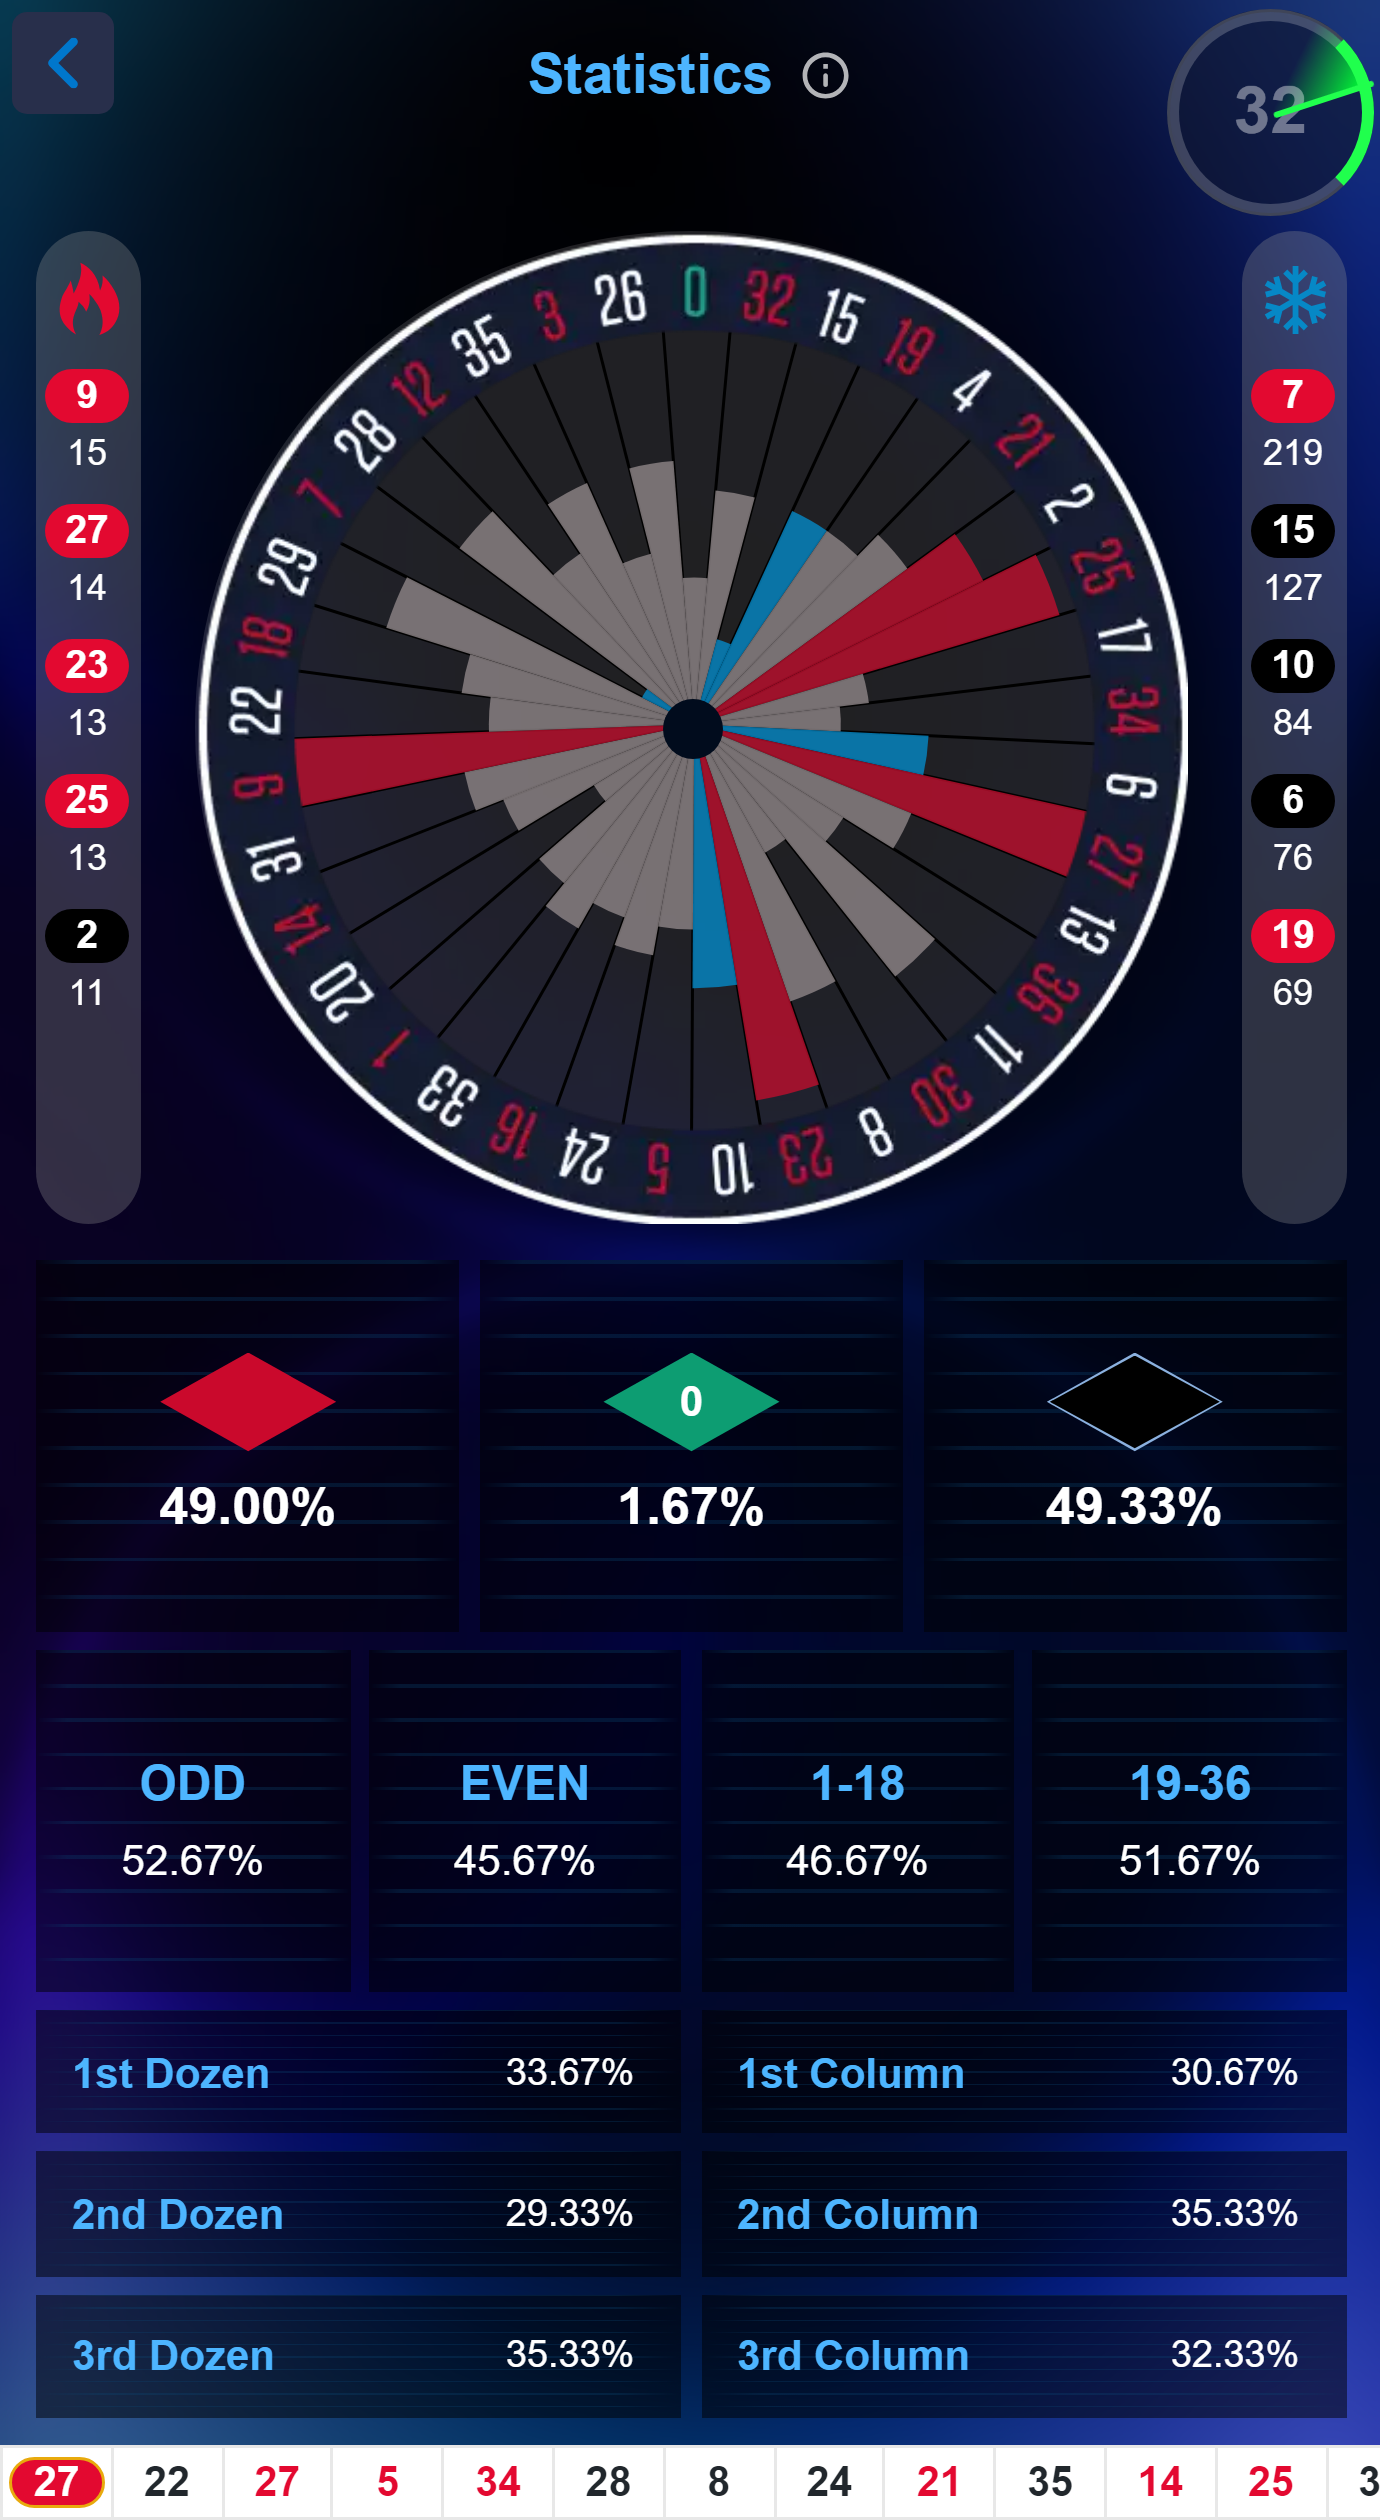 Statistics
32
9
15
27
14
23
13
25
13
2
11
7
219
15
127
10
84
6
76
19
69
0 32 15 19 4 21 2 25 17 34 6 27 13 36 11 30 8 23 10 5 24 16 33 1 20 14 31 9 22 18 29 7 28 12 35 3 26
0
49.00% 1.67% 49.33%
ODD EVEN 1-18 19-36
52.67% 45.67% 46.67% 51.67%
1st Dozen 33.67% 1st Column 30.67%
2nd Dozen 29.33% 2nd Column 35.33%
3rd Dozen 35.33% 3rd Column 32.33%
27 22 27 5 34 28 8 24 21 35 14 25 3